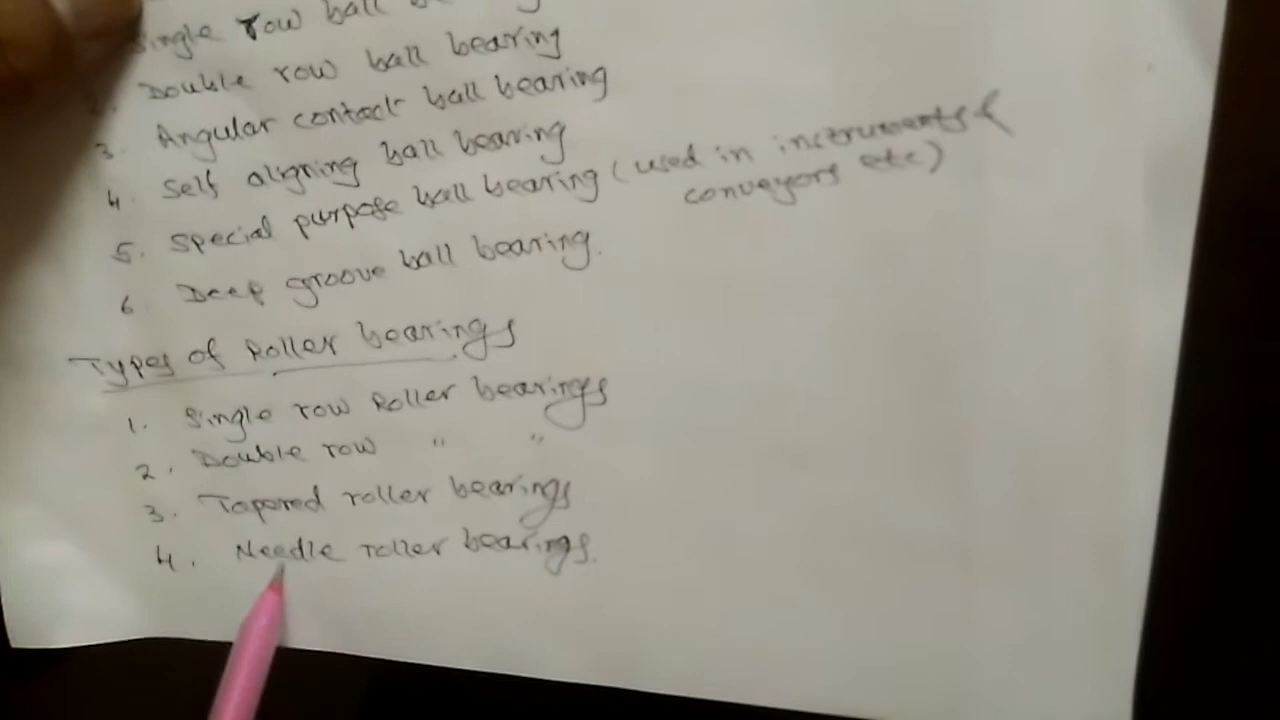 Single row ball
2. Double row ball bearing
3. Angular contact ball bearing
4. Self aligning ball bearing
5. Special purpose ball bearing (used in instruments &
conveyors etc)
6. Deep groove ball bearing.
Types of Roller bearings
1. Single row Roller bearings
2. Double row " "
3. Tapered roller bearings
4. Needle roller bearings.